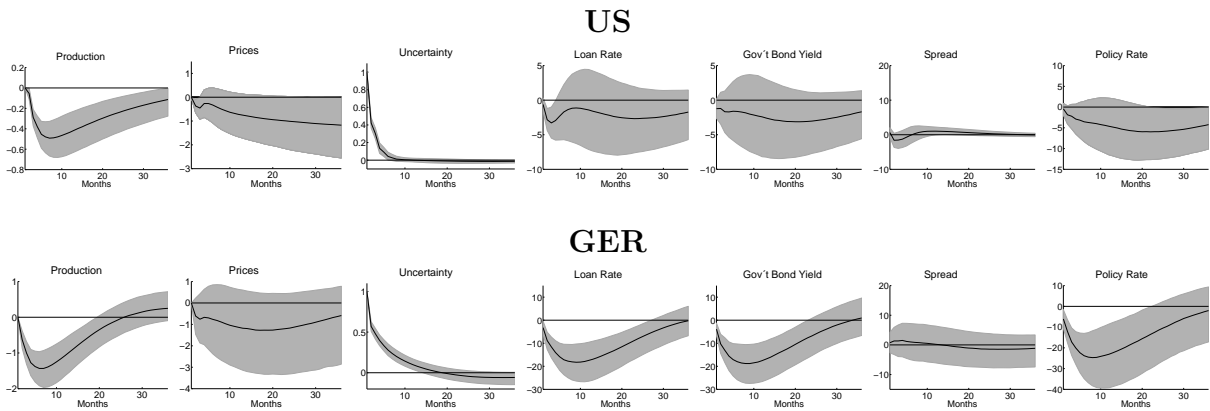 US
Production
Prices
Uncertainty
Loan Rate
Gov´t Bond Yield
Spread
Policy Rate
0.2
0
−0.2
−0.4
−0.6
−0.8
10 20 30
Months
1
0
−1
−2
−3
10 20 30
Months
1
0.8
0.6
0.4
0.2
0
10 20 30
Months
5
0
−5
−10
10 20 30
Months
5
0
−5
−10
10 20 30
Months
20
10
0
−10
10 20 30
Months
10
5
0
−5
−10
−15
10 20 30
Months
GER
Production
Prices
Uncertainty
Loan Rate
Gov´t Bond Yield
Spread
Policy Rate
1
0
−1
−2
10 20 30
Months
1
0
−1
−2
−3
−4
10 20 30
Months
1
0.5
0
10 20 30
Months
10
0
−10
−20
−30
10 20 30
Months
10
0
−10
−20
−30
10 20 30
Months
20
10
0
−10
10 20 30
Months
10
0
−10
−20
−30
−40
10 20 30
Months